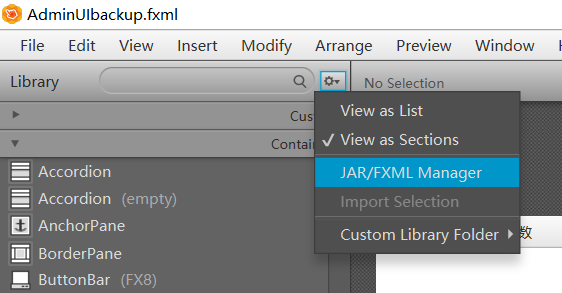 AdminUIbackup.fxml
File Edit View Insert Modify Arrange Preview Window
Library
No Selection
View as List
View as Sections
JAR/FXML Manager
Import Selection
Custom Library Folder
Accordion
Accordion (empty)
AnchorPane
BorderPane
ButtonBar (FX8)
数